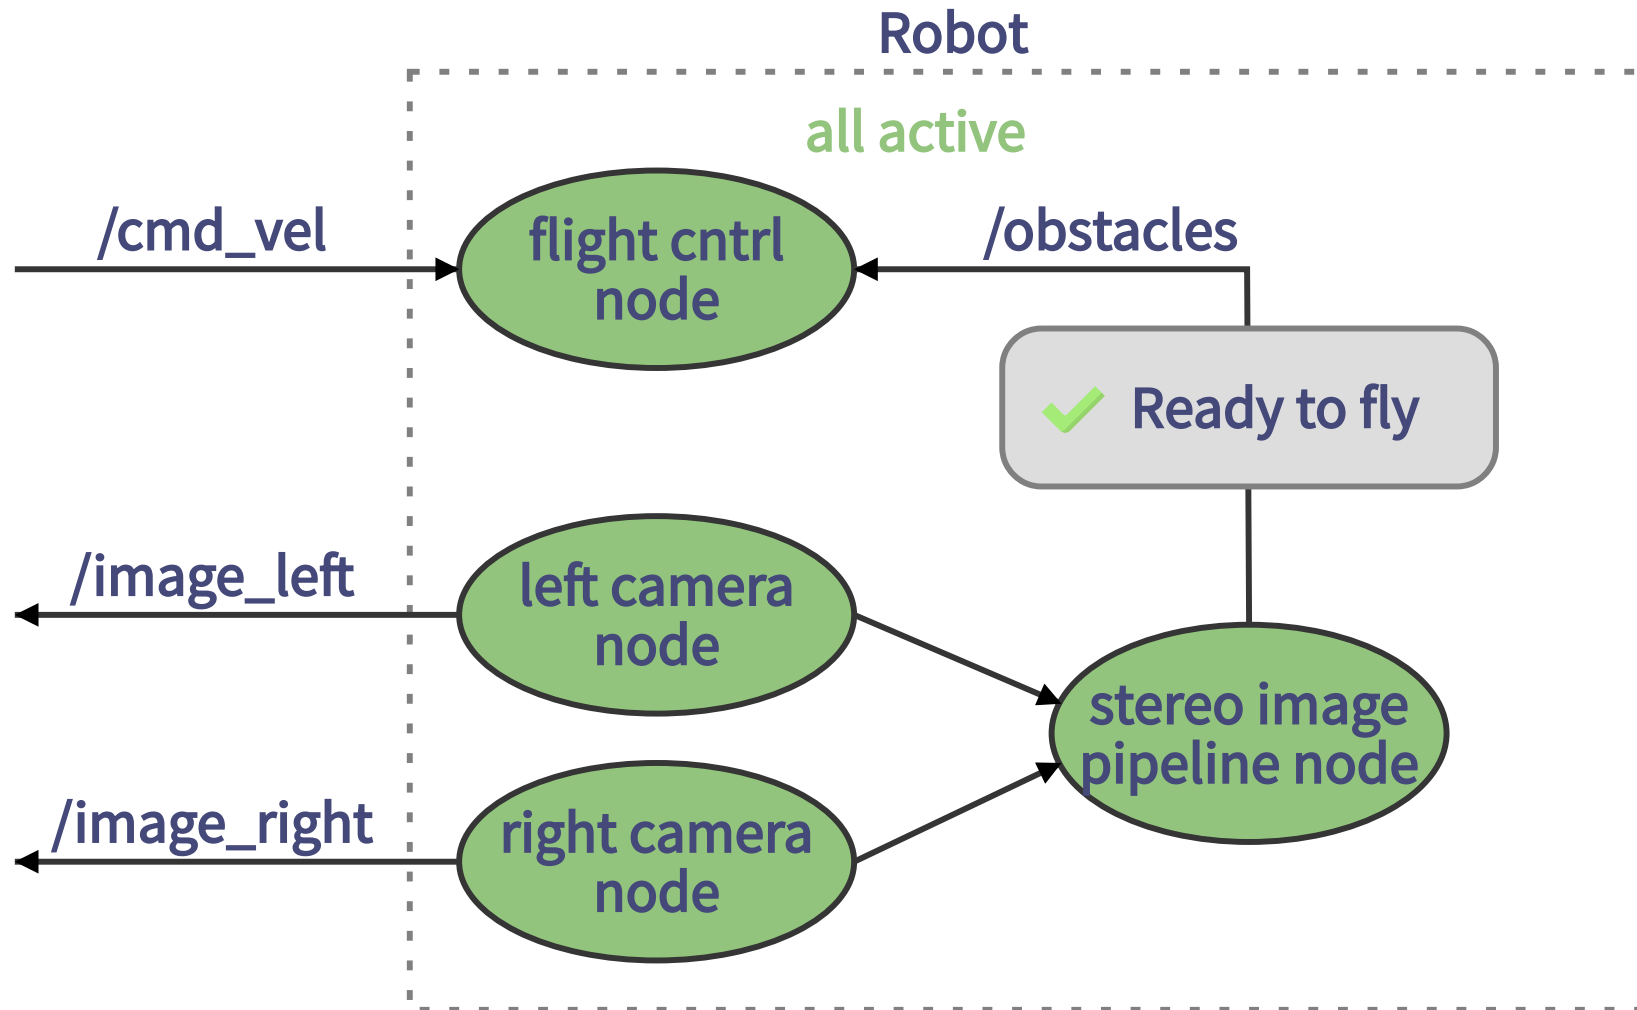 Robot
all active
/cmd_vel
flight cntrl
node
/obstacles
Ready to fly
/image_left
left camera
node
stereo image
pipeline node
/image_right
right camera
node